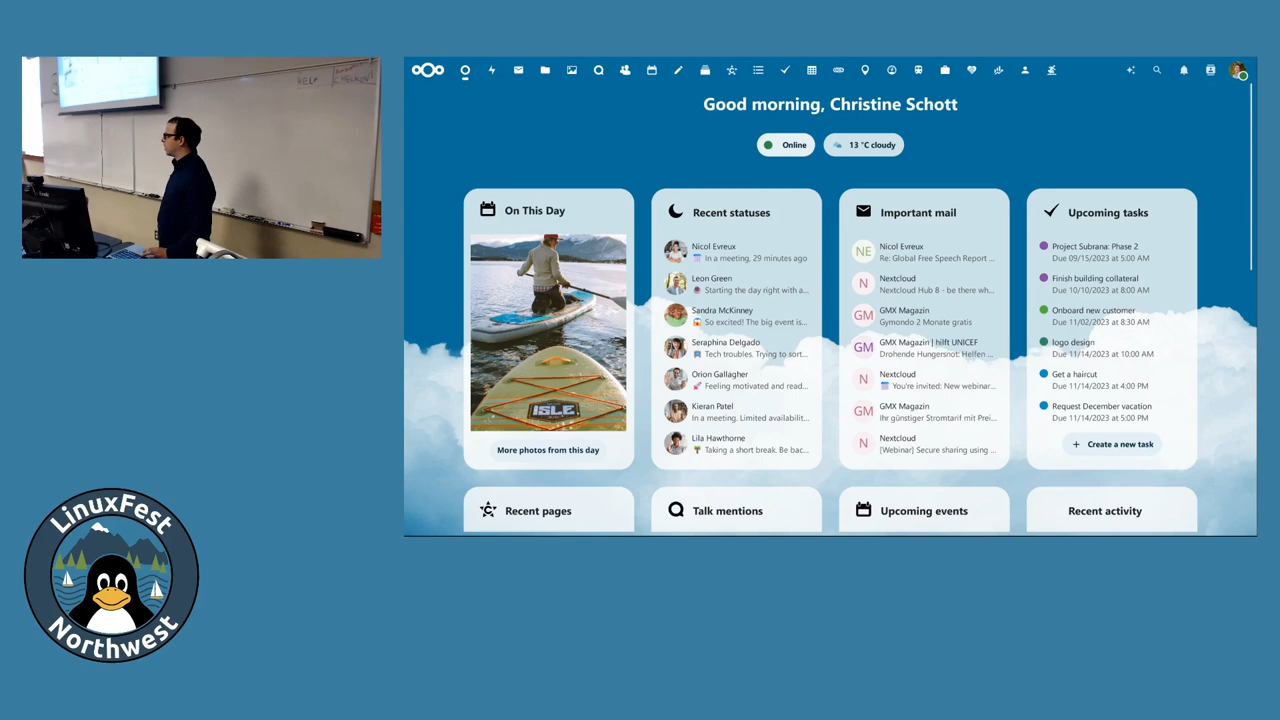 HELP
Good morning, Christine Schott
Online
13 °C cloudy
On This Day
ISLE
More photos from this day
Recent statuses
Nicol Evreux
In a meeting, 29 minutes ago
Leon Green
Starting the day right with a...
Sandra McKinney
So excited! The big event is...
Seraphina Delgado
Tech troubles. Trying to sort...
Orion Gallagher
Feeling motivated and read...
Kieran Patel
In a meeting. Limited availabilit...
Lila Hawthorne
Taking a short break. Be bac...
Important mail
NE
Nicol Evreux
Re: Global Free Speech Report ...
N
Nextcloud
Nextcloud Hub 8 - be there wh...
GM
GMX Magazin
Gymondo 2 Monate gratis
GM
GMX Magazin | hilft UNICEF
Drohende Hungersnot: Helfen ...
N
Nextcloud
You're invited: New webinar...
GM
GMX Magazin
Ihr günstiger Stromtarif mit Prei...
N
Nextcloud
[Webinar] Secure sharing using ...
Upcoming tasks
Project Subrana: Phase 2
Due 09/15/2023 at 5:00 AM
Finish building collateral
Due 10/10/2023 at 8:00 AM
Onboard new customer
Due 11/02/2023 at 8:30 AM
logo design
Due 11/14/2023 at 10:00 AM
Get a haircut
Due 11/14/2023 at 4:00 PM
Request December vacation
Due 11/14/2023 at 5:00 PM
+ Create a new task
Recent pages
Talk mentions
Upcoming events
Recent activity
LinuxFest
Northwest